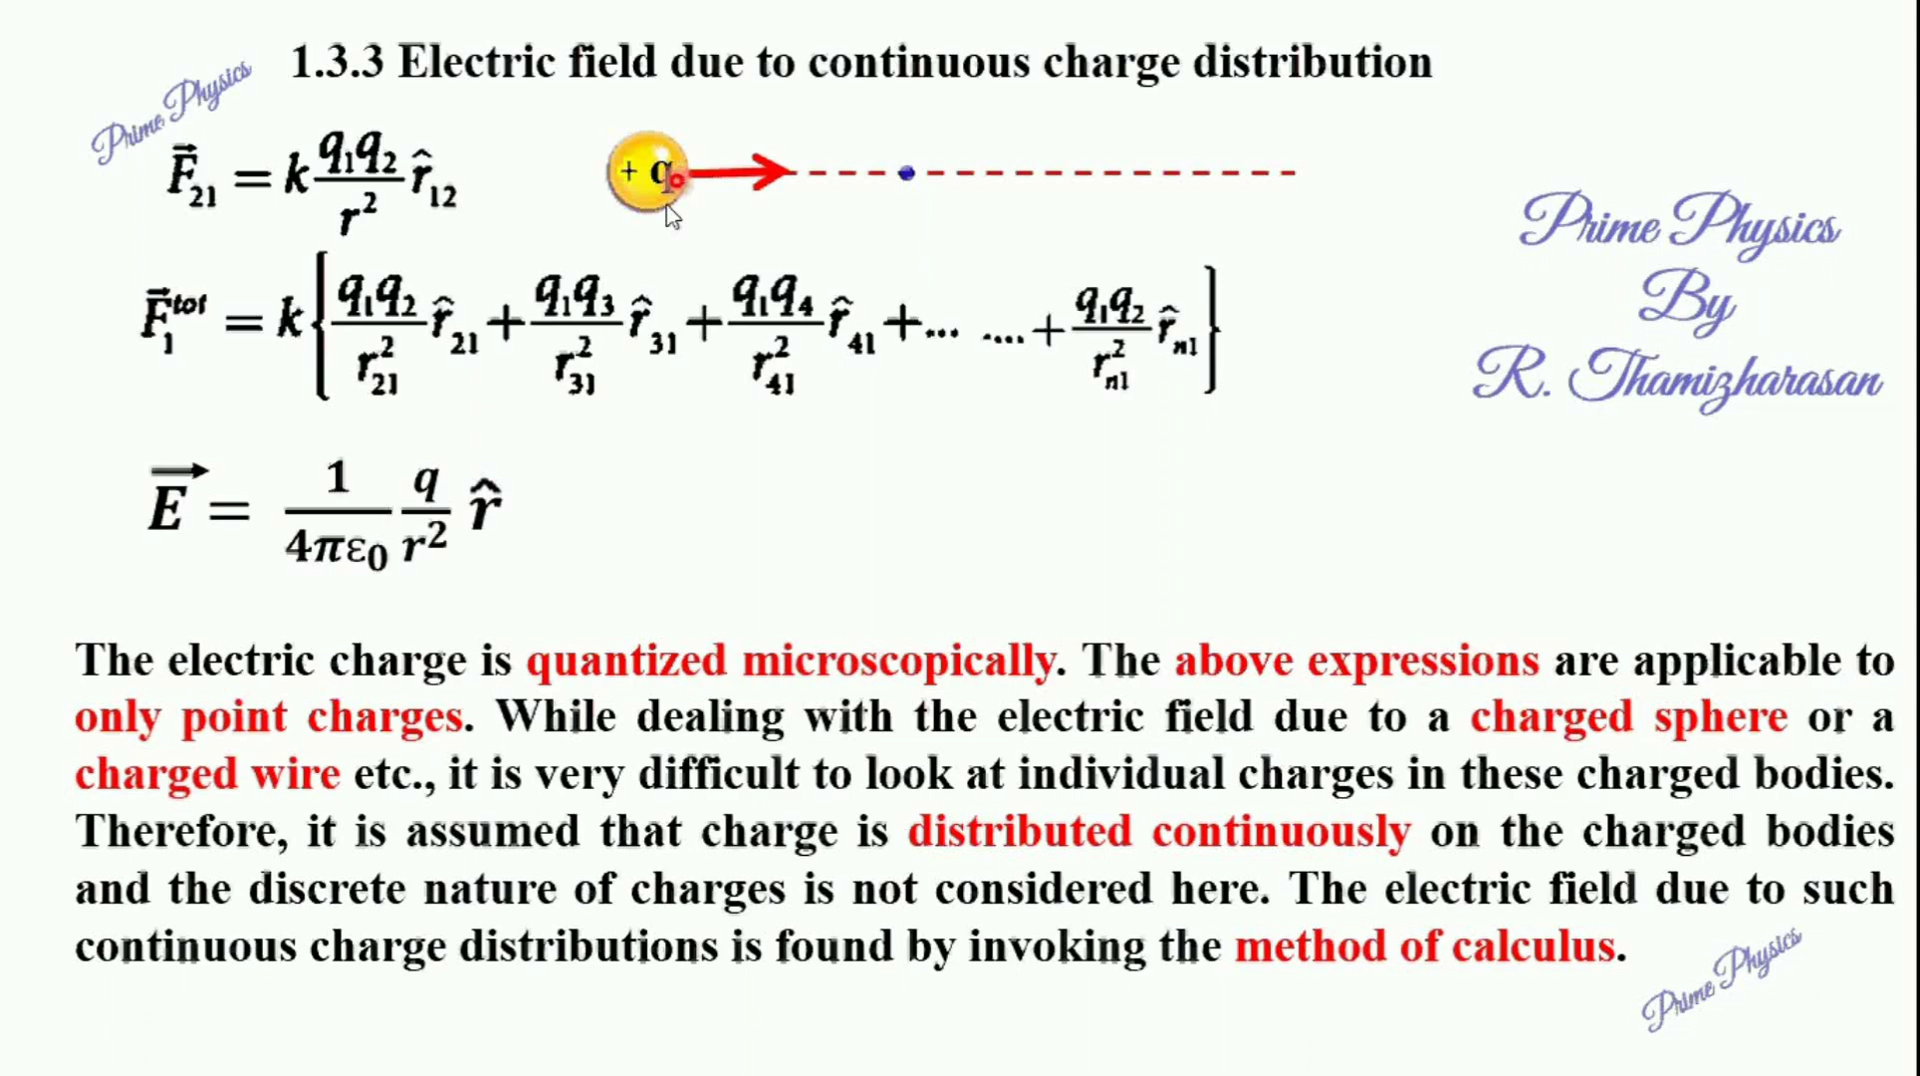 1.3.3 Electric field due to continuous charge distribution
Prime Physics
F⃗₂₁ = k q₁q₂/r² r̂₁₂
+ q
F⃗₁ᵗᵒᵗ = k{q₁q₂/r²₂₁ r̂₂₁ + q₁q₃/r²₃₁ r̂₃₁ + q₁q₄/r²₄₁ r̂₄₁ + ... .... + q₁q₂/r²ₙ₁ r̂ₙ₁}
Prime Physics
By
R. Thamizharasan
E⃗ = 1/4πε₀ q/r² r̂
The electric charge is quantized microscopically. The above expressions are applicable to
only point charges. While dealing with the electric field due to a charged sphere or a
charged wire etc., it is very difficult to look at individual charges in these charged bodies.
Therefore, it is assumed that charge is distributed continuously on the charged bodies
and the discrete nature of charges is not considered here. The electric field due to such
continuous charge distributions is found by invoking the method of calculus.
Prime Physics